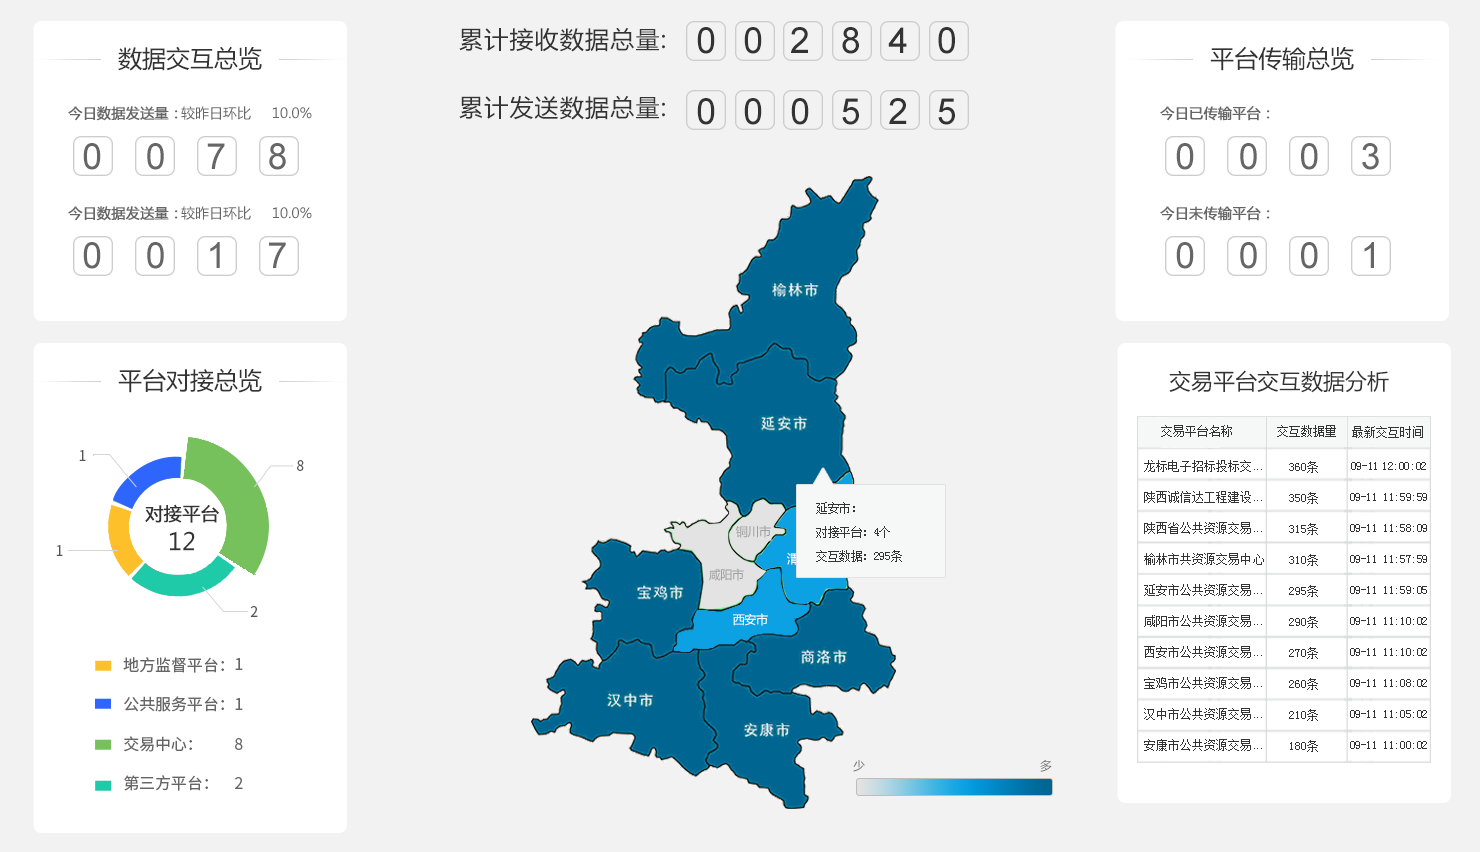 数据交互总览
今日数据发送量 :较昨日环比 10.0%
0 0 7 8
今日数据发送量 :较昨日环比 10.0%
0 0 1 7
累计接收数据总量: 0 0 2 8 4 0
累计发送数据总量: 0 0 0 5 2 5
平台传输总览
今日已传输平台 :
0 0 0 3
今日未传输平台 :
0 0 0 1
平台对接总览
1
8
对接平台
12
1
2
地方监督平台: 1
公共服务平台: 1
交易中心: 8
第三方平台: 2
榆林市
延安市
延安市:
对接平台: 4个
交互数据: 295条
铜川市
渭
咸阳市
宝鸡市
西安市
商洛市
汉中市
安康市
少 多
交易平台交互数据分析
交易平台名称 交互数据量 最新交互时间
龙标电子招标投标交... 360条 09-11 12:00:02
陕西诚信达工程建设... 350条 09-11 11:59:59
陕西省公共资源交易... 315条 09-11 11:58:09
榆林市共资源交易中心 310条 09-11 11:57:59
延安市公共资源交易... 295条 09-11 11:59:05
咸阳市公共资源交易... 290条 09-11 11:10:02
西安市公共资源交易... 270条 09-11 11:10:02
宝鸡市公共资源交易... 260条 09-11 11:08:02
汉中市公共资源交易... 210条 09-11 11:05:02
安康市公共资源交易... 180条 09-11 11:00:02